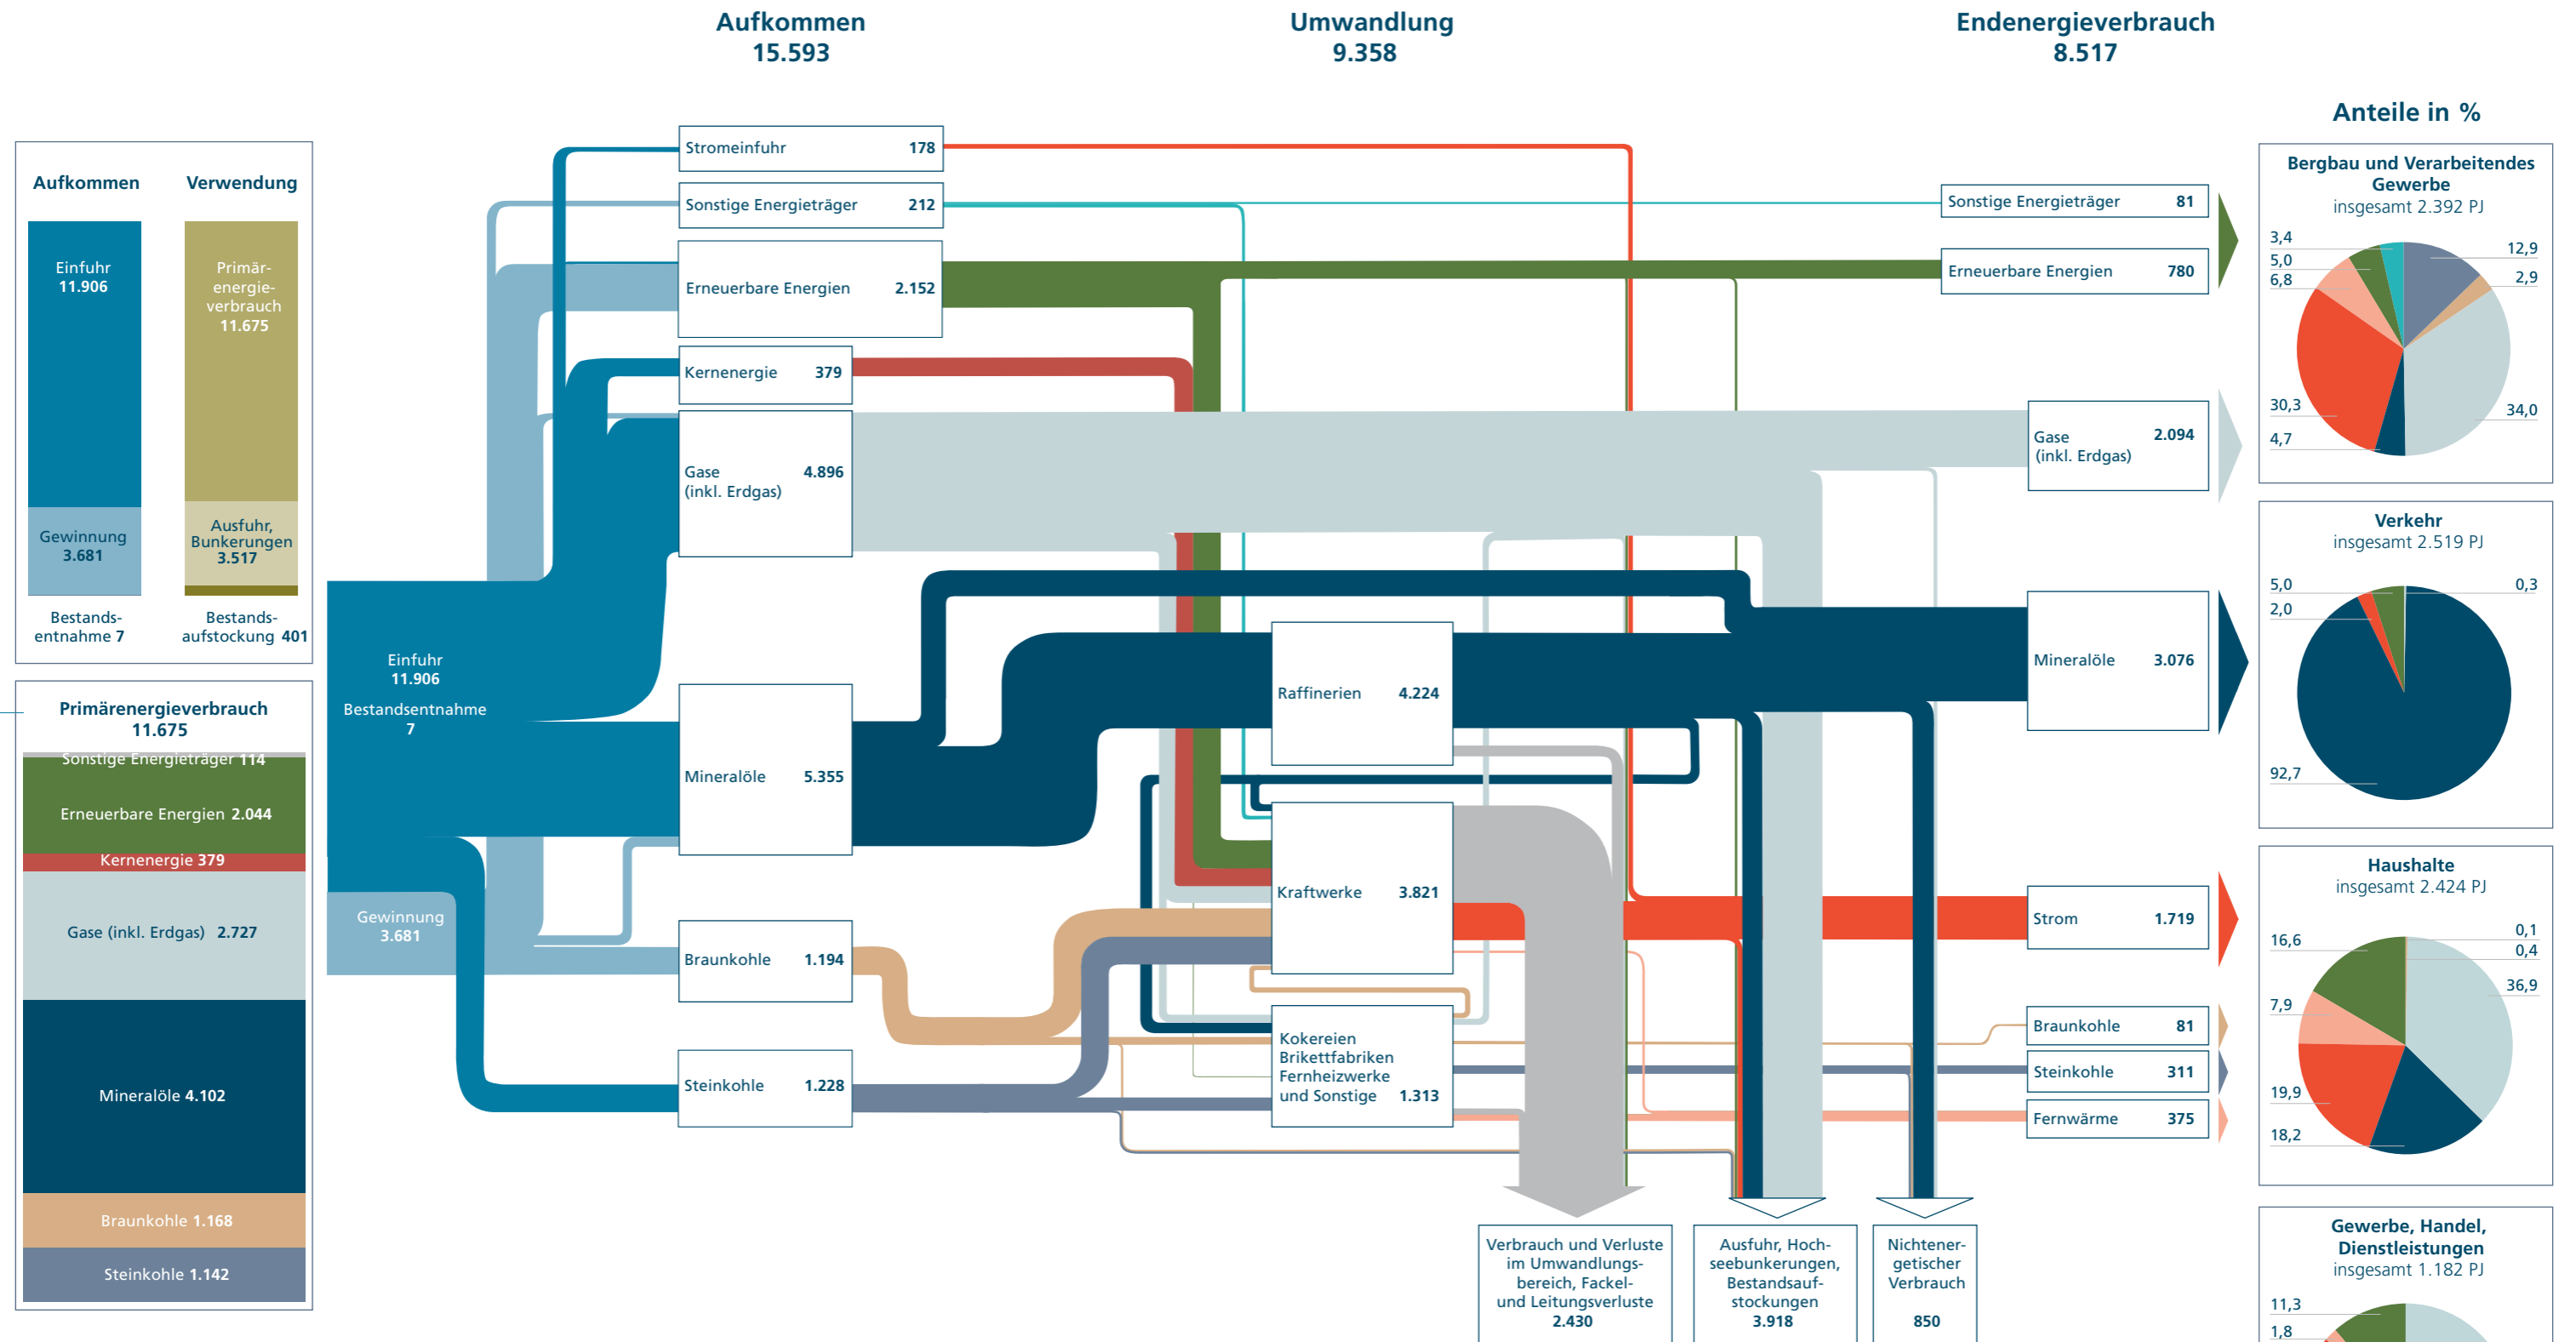 Aufkommen
15.593
Umwandlung
9.358
Endenergieverbrauch
8.517
Aufkommen
Verwendung
Einfuhr
11.906
Gewinnung
3.681
Bestands-
entnahme 7
Primär-
energie-
verbrauch
11.675
Ausfuhr,
Bunkerungen
3.517
Bestands-
aufstockung 401
Primärenergieverbrauch
11.675
Sonstige Energieträger 114
Erneuerbare Energien 2.044
Kernenergie 379
Gase (inkl. Erdgas) 2.727
Mineralöle 4.102
Braunkohle 1.168
Steinkohle 1.142
Einfuhr
11.906
Bestandsentnahme
7
Gewinnung
3.681
Stromeinfuhr 178
Sonstige Energieträger 212
Erneuerbare Energien 2.152
Kernenergie 379
Gase 4.896
(inkl. Erdgas)
Mineralöle 5.355
Braunkohle 1.194
Steinkohle 1.228
Raffinerien 4.224
Kraftwerke 3.821
Kokereien
Brikettfabriken
Fernheizwerke
und Sonstige 1.313
Verbrauch und Verluste
im Umwandlungs-
bereich, Fackel-
und Leitungsverluste
2.430
Ausfuhr, Hoch-
seebunkerungen,
Bestandsauf-
stockungen
3.918
Nichtener-
getischer
Verbrauch
850
Sonstige Energieträger 81
Erneuerbare Energien 780
Gase 2.094
(inkl. Erdgas)
Mineralöle 3.076
Strom 1.719
Braunkohle 81
Steinkohle 311
Fernwärme 375
Anteile in %
Bergbau und Verarbeitendes
Gewerbe
insgesamt 2.392 PJ
3,4
5,0
6,8
30,3
4,7
12,9
2,9
34,0
Verkehr
insgesamt 2.519 PJ
5,0
2,0
92,7
0,3
Haushalte
insgesamt 2.424 PJ
16,6
7,9
19,9
18,2
0,1
0,4
36,9
Gewerbe, Handel,
Dienstleistungen
insgesamt 1.182 PJ
11,3
1,8